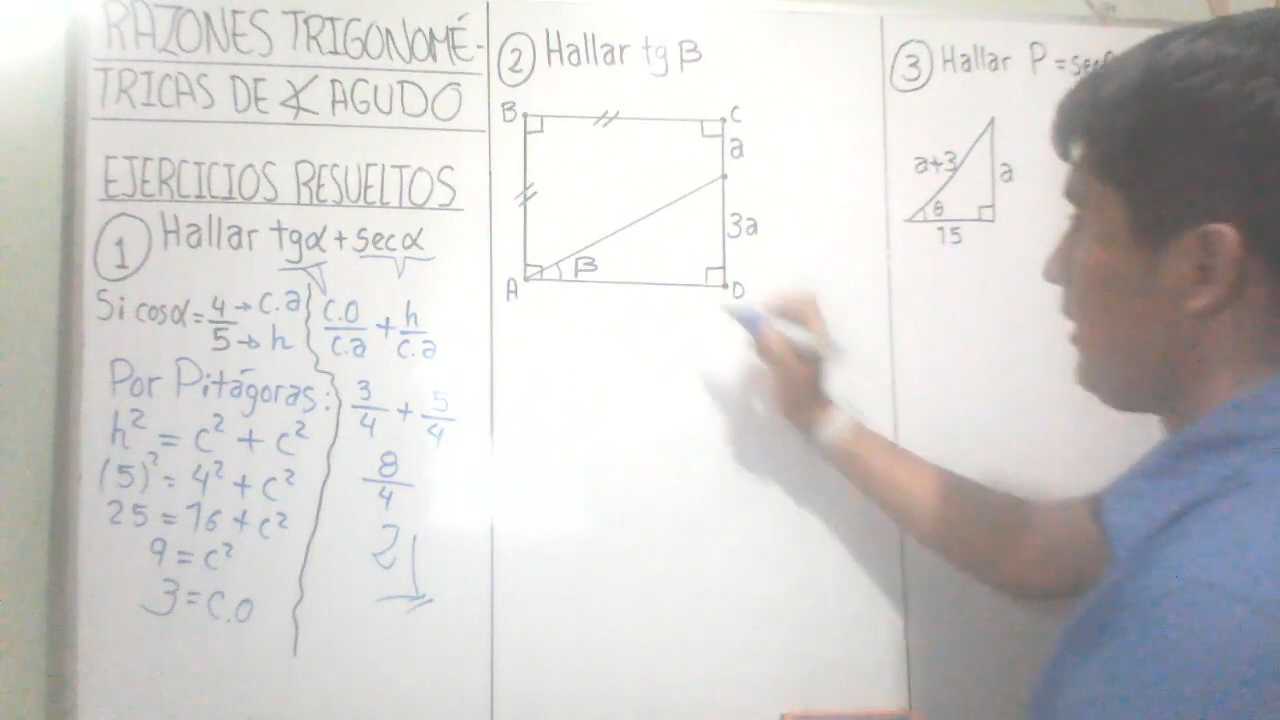 RAZONES TRIGONOMÉ-
TRICAS DE ∢ AGUDO
EJERCICIOS RESUELTOS
1 Hallar tgα + secα
Si cosα = 4/5 → c.a
→ h
c.o/c.a + h/c.a
Por Pitágoras:
h² = c² + c²
(5)² = 4² + c²
25 = 16 + c²
9 = c²
3 = c.o
3/4 + 5/4
8/4
2
2 Hallar tg β
B
C
a
3a
β
A
D
3 Hallar P = sec
a+3
a
θ
15